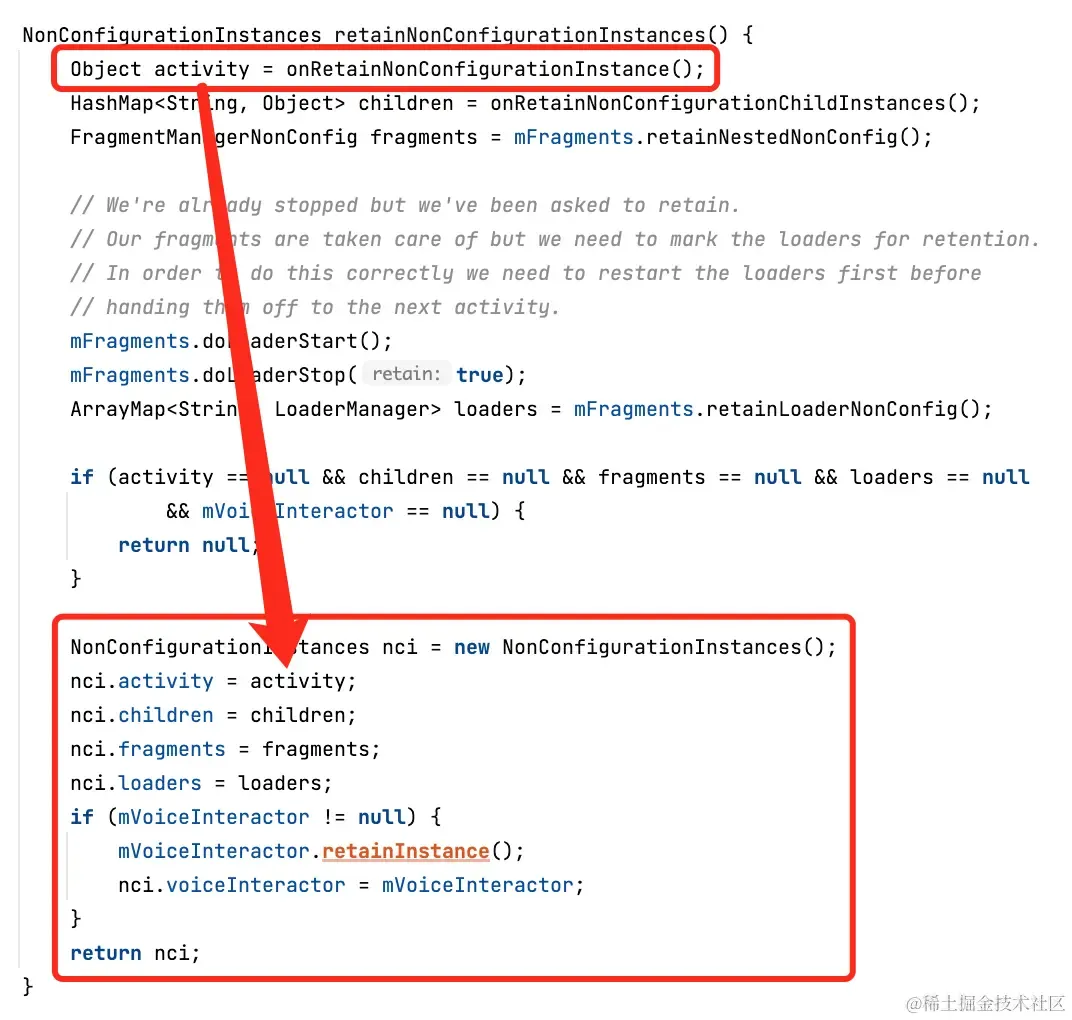 NonConfigurationInstances retainNonConfigurationInstances() {
Object activity = onRetainNonConfigurationInstance();
HashMap<String, Object> children = onRetainNonConfigurationChildInstances();
FragmentManagerNonConfig fragments = mFragments.retainNestedNonConfig();
// We're already stopped but we've been asked to retain.
// Our fragments are taken care of but we need to mark the loaders for retention.
// In order to do this correctly we need to restart the loaders first before
// handing them off to the next activity.
mFragments.doLoaderStart();
mFragments.doLoaderStop( retain: true);
ArrayMap<String, LoaderManager> loaders = mFragments.retainLoaderNonConfig();
if (activity == null && children == null && fragments == null && loaders == null
&& mVoiceInteractor == null) {
return null;
}
NonConfigurationInstances nci = new NonConfigurationInstances();
nci.activity = activity;
nci.children = children;
nci.fragments = fragments;
nci.loaders = loaders;
if (mVoiceInteractor != null) {
mVoiceInteractor.retainInstance();
nci.voiceInteractor = mVoiceInteractor;
}
return nci;
}
@稀土掘金技术社区